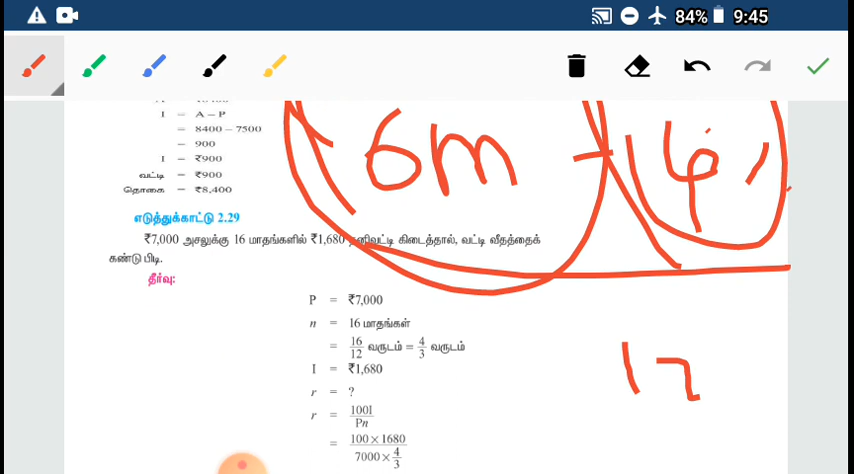 84% 9:45
I = A – P
= 8400 – 7500
= 900
I = ₹900
வட்டி = ₹900
தொகை = ₹8,400
6m
எடுத்துக்காட்டு 2.29
₹7,000 அசலுக்கு 16 மாதங்களில் ₹1,680 தனிவட்டி கிடைத்தால், வட்டி வீதத்தைக்
கண்டு பிடி.
தீர்வு:
P = ₹7,000
n = 16 மாதங்கள்
= 16/12 வருடம் = 4/3 வருடம்
I = ₹1,680
r = ?
r = 100I/Pn
= 100 × 1680/7000 × 4/3
12